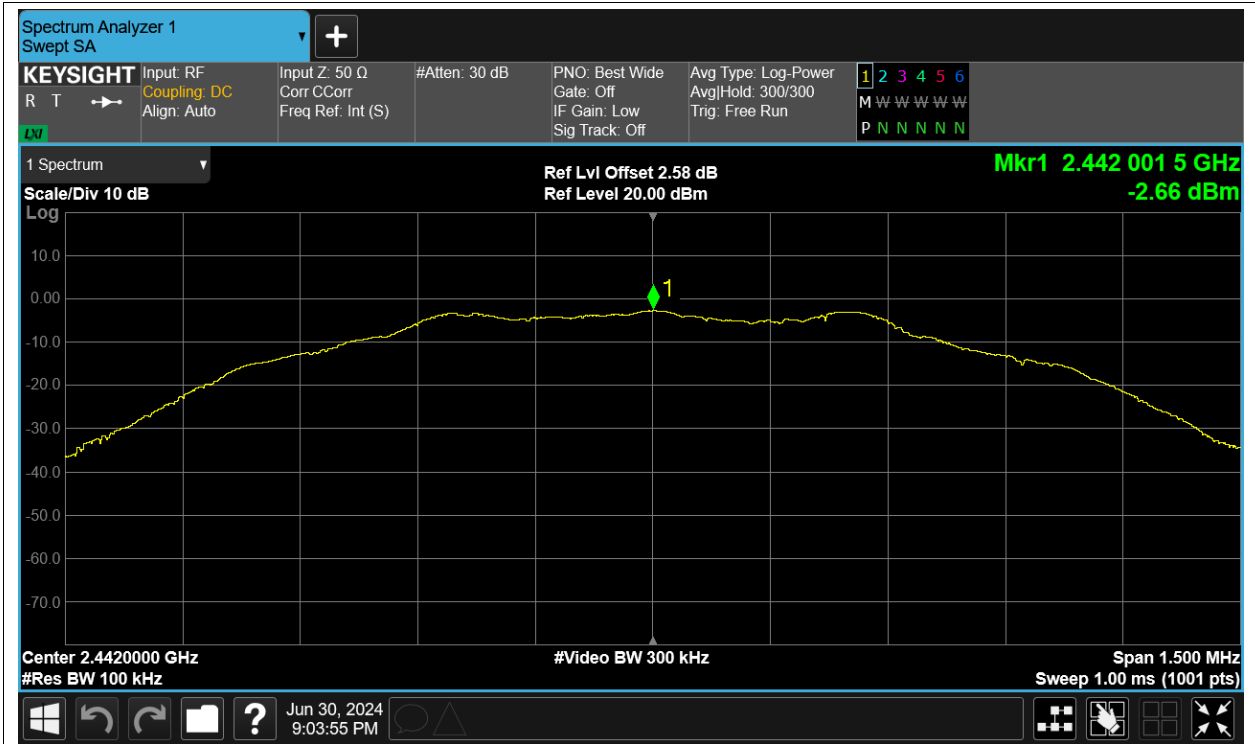 Spectrum Analyzer 1
Swept SA
+
KEYSIGHT
R T
LXI
Input: RF
Coupling: DC
Align: Auto
Input Z: 50 Ω
Corr CCorr
Freq Ref: Int (S)
#Atten: 30 dB
PNO: Best Wide
Gate: Off
IF Gain: Low
Sig Track: Off
Avg Type: Log-Power
Avg|Hold: 300/300
Trig: Free Run
1 2 3 4 5 6
M W W W W W
P N N N N N
1 Spectrum
Scale/Div 10 dB
Log
Ref Lvl Offset 2.58 dB
Ref Level 20.00 dBm
Mkr1 2.442 001 5 GHz
-2.66 dBm
10.0
0.00
-10.0
-20.0
-30.0
-40.0
-50.0
-60.0
-70.0
1
Center 2.4420000 GHz
#Res BW 100 kHz
#Video BW 300 kHz
Span 1.500 MHz
Sweep 1.00 ms (1001 pts)
?
Jun 30, 2024
9:03:55 PM